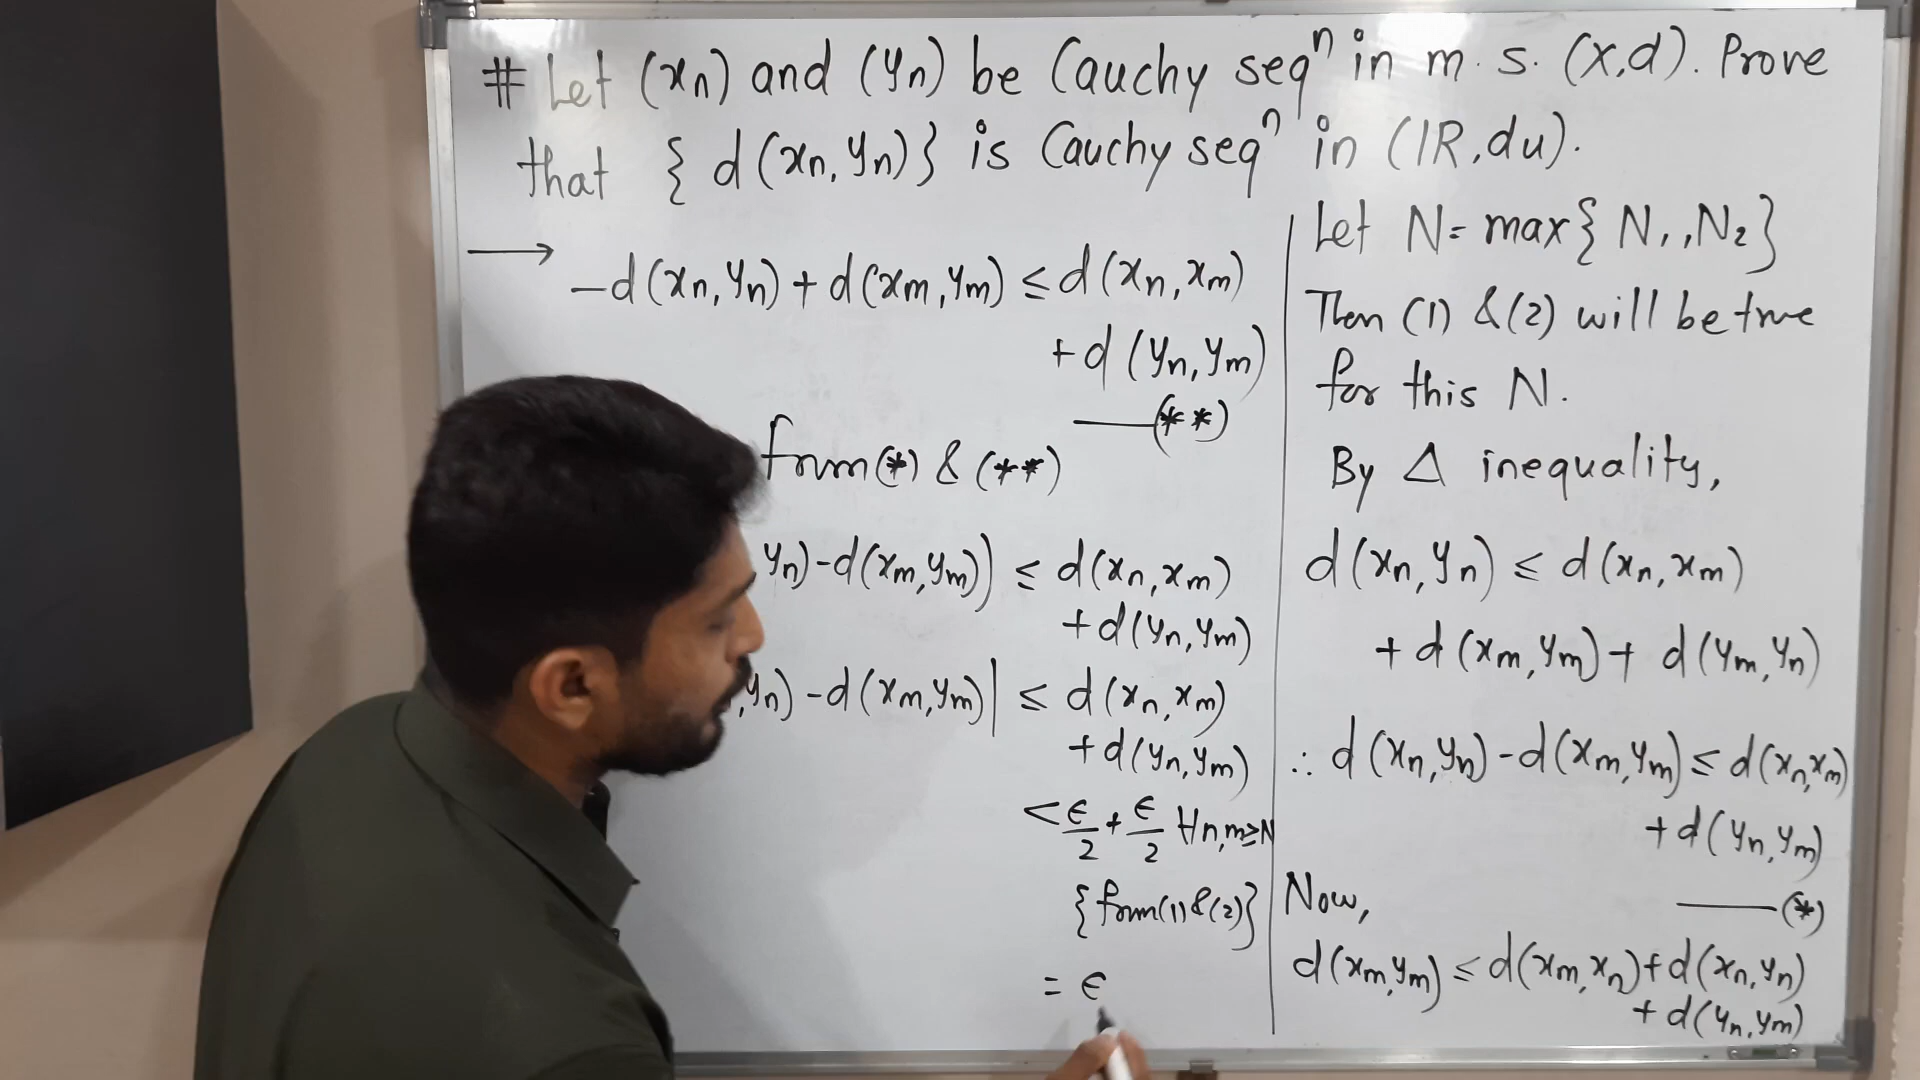 # Let (xn) and (yn) be Cauchy seqⁿ in m. s. (X,d). Prove
that { d(xn, yn)} is Cauchy seqⁿ in (IR, du).
→ -d(xn, yn) + d(xm, ym) ≤ d(xn, xm)
+ d(yn, ym)
——(**)
from (*) & (**)
yn) - d(xm, ym)) ≤ d(xn, xm)
+ d(yn, ym)
, yn) - d(xm, ym)| ≤ d(xn, xm)
+ d(yn, ym)
< ϵ/2 + ϵ/2 ∀ n, m ≥ N
{from (1) & (2)}
= ϵ
Let N = max{ N1, N2}
Then (1) & (2) will be true
for this N.
By Δ inequality,
d(xn, yn) ≤ d(xn, xm)
+ d(xm, ym) + d(ym, yn)
∴ d(xn, yn) - d(xm, ym) ≤ d(xn, xm)
+ d(yn, ym)
——(*)
Now,
d(xm, ym) ≤ d(xm, xn) + d(xn, yn)
+ d(yn, ym)